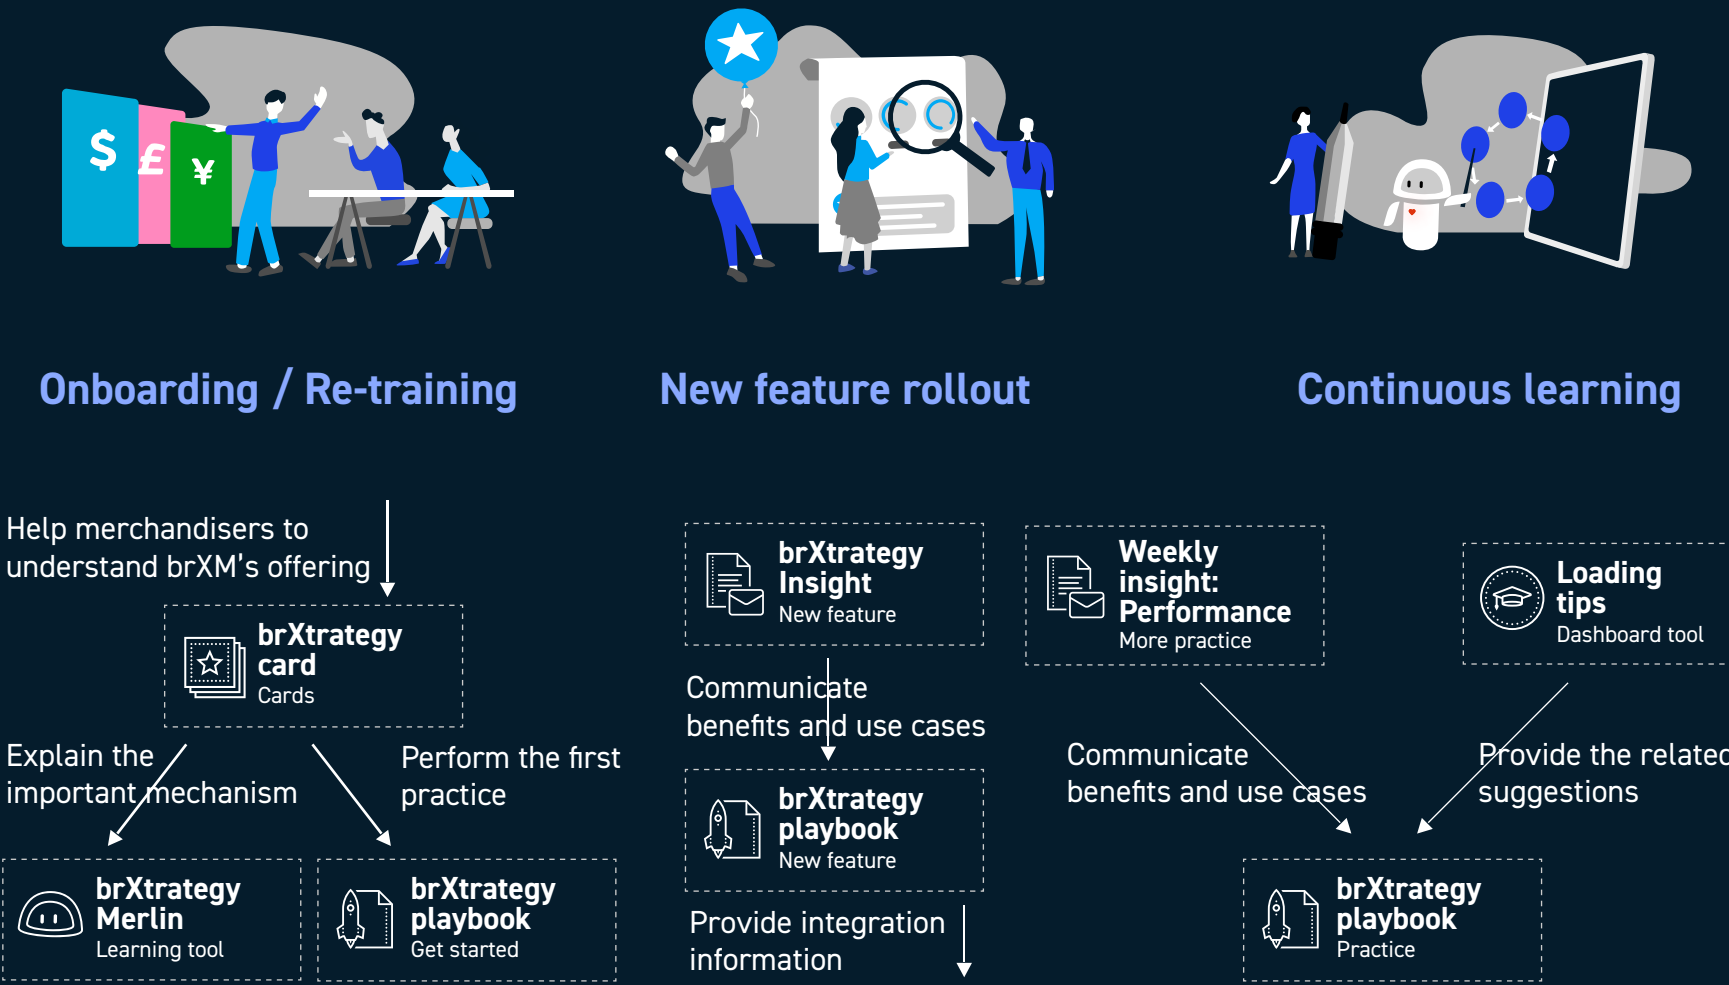 $
£
¥
Onboarding / Re-training
New feature rollout
Continuous learning
Help merchandisers to
understand brXM's offering
brXtrategy
card
Cards
Explain the
important mechanism
Perform the first
practice
brXtrategy
Merlin
Learning tool
brXtrategy
playbook
Get started
brXtrategy
Insight
New feature
Communicate
benefits and use cases
brXtrategy
playbook
New feature
Provide integration
information
Weekly
insight:
Performance
More practice
Communicate
benefits and use cases
Loading
tips
Dashboard tool
Provide the related
suggestions
brXtrategy
playbook
Practice